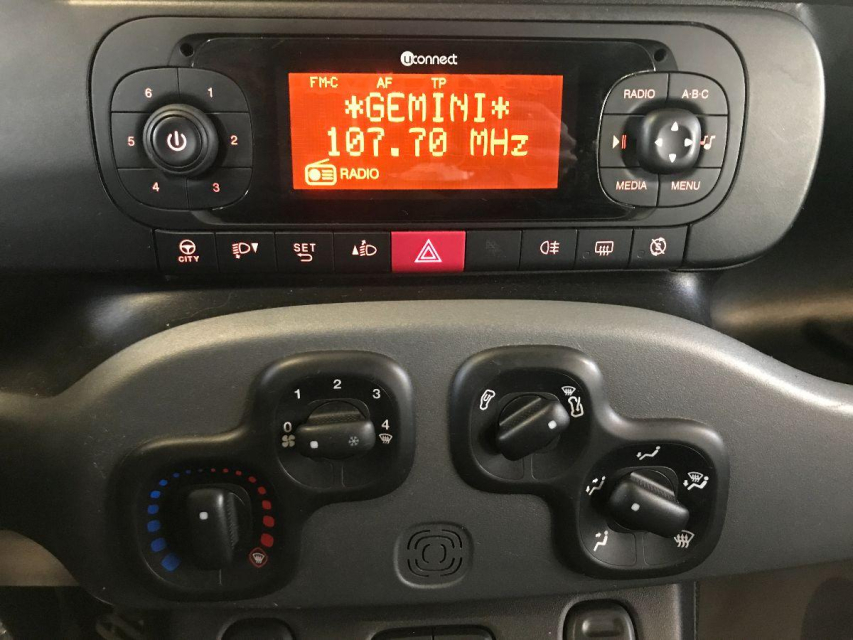 uconnect
FM-C AF TP
*GEMINI*
107.70 MHz
RADIO
6 1
5 2
4 3
RADIO A·B·C
MEDIA MENU
CITY
SET
1 2 3
0 4